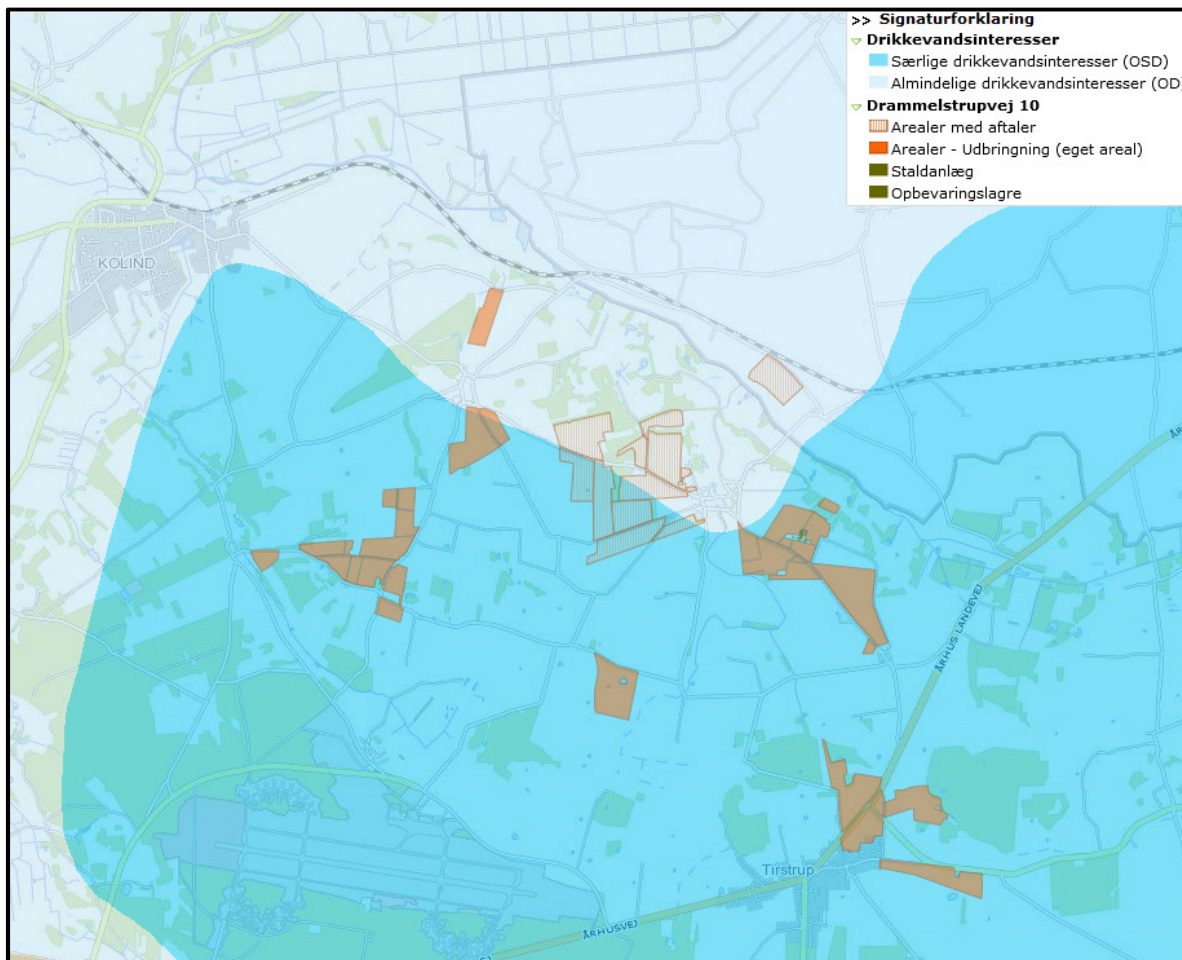 >> Signaturforklaring
Drikkevandsinteresser
Særlige drikkevandsinteresser (OSD)
Almindelige drikkevandsinteresser (OD)
Drammelstrupvej 10
Arealer med aftaler
Arealer - Udbringning (eget areal)
Staldanlæg
Opbevaringslagre
KOLIND
ÅRHUS LANDEVEJ
Tirstrup
ÅRHUSVEJ